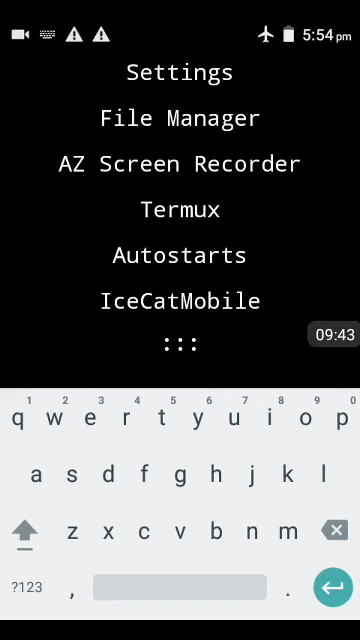 5:54 pm
Settings
File Manager
AZ Screen Recorder
Termux
Autostarts
IceCatMobile
:::
09:43
1 2 3 4 5 6 7 8 9 0
q w e r t y u i o p
a s d f g h j k l
z x c v b n m
?123 , .